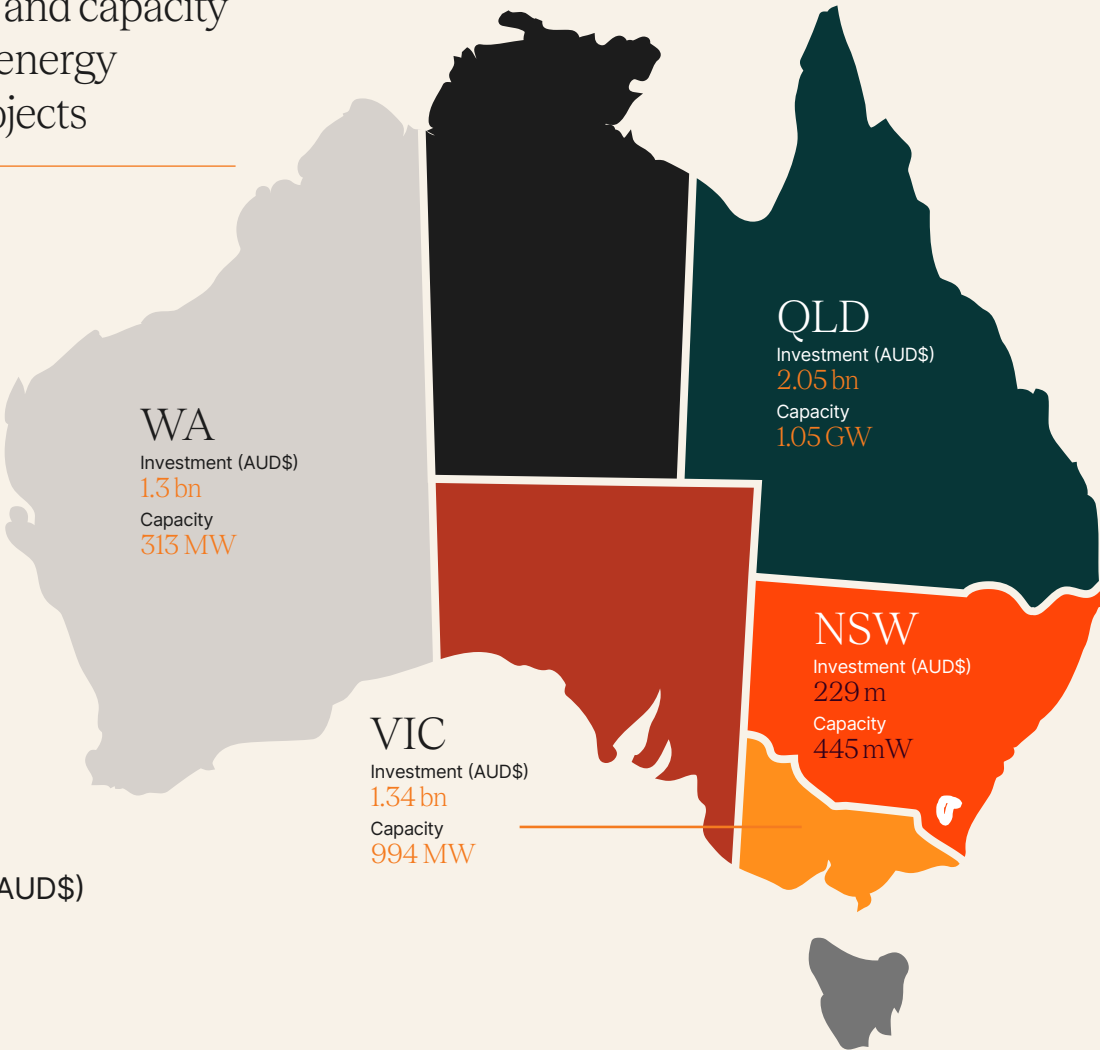 and capacity
energy
ojects
QLD
Investment (AUD$)
2.05 bn
Capacity
1.05 GW
WA
Investment (AUD$)
1.3 bn
Capacity
313 MW
NSW
Investment (AUD$)
229 m
Capacity
445 mW
VIC
Investment (AUD$)
1.34 bn
Capacity
994 MW
AUD$)